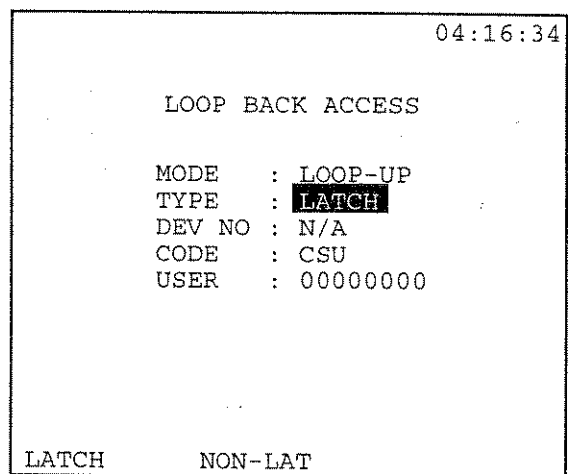 04:16:34
LOOP BACK ACCESS
MODE : LOOP-UP
TYPE : LATCH
DEV NO : N/A
CODE : CSU
USER : 00000000
LATCH NON-LAT